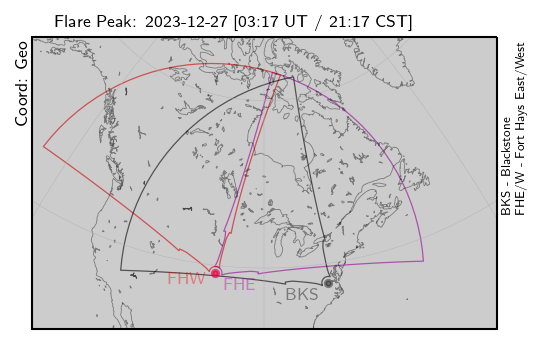 Flare Peak: 2023-12-27 [03:17 UT / 21:17 CST]
Coord: Geo
BKS - Blackstone
FHE/W - Fort Hays East/West
FHW
FHE
BKS